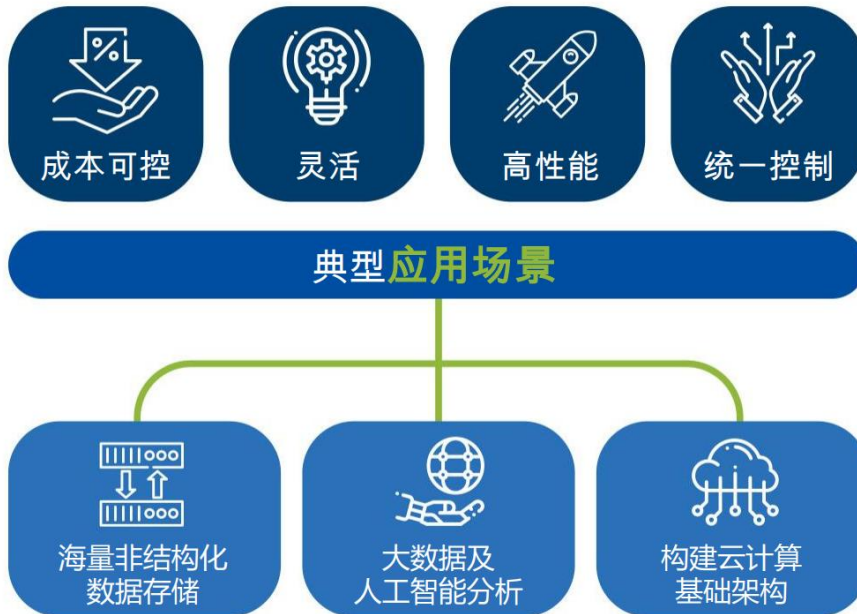 成本可控
灵活
高性能
统一控制
典型应用场景
海量非结构化
数据存储
大数据及
人工智能分析
构建云计算
基础架构